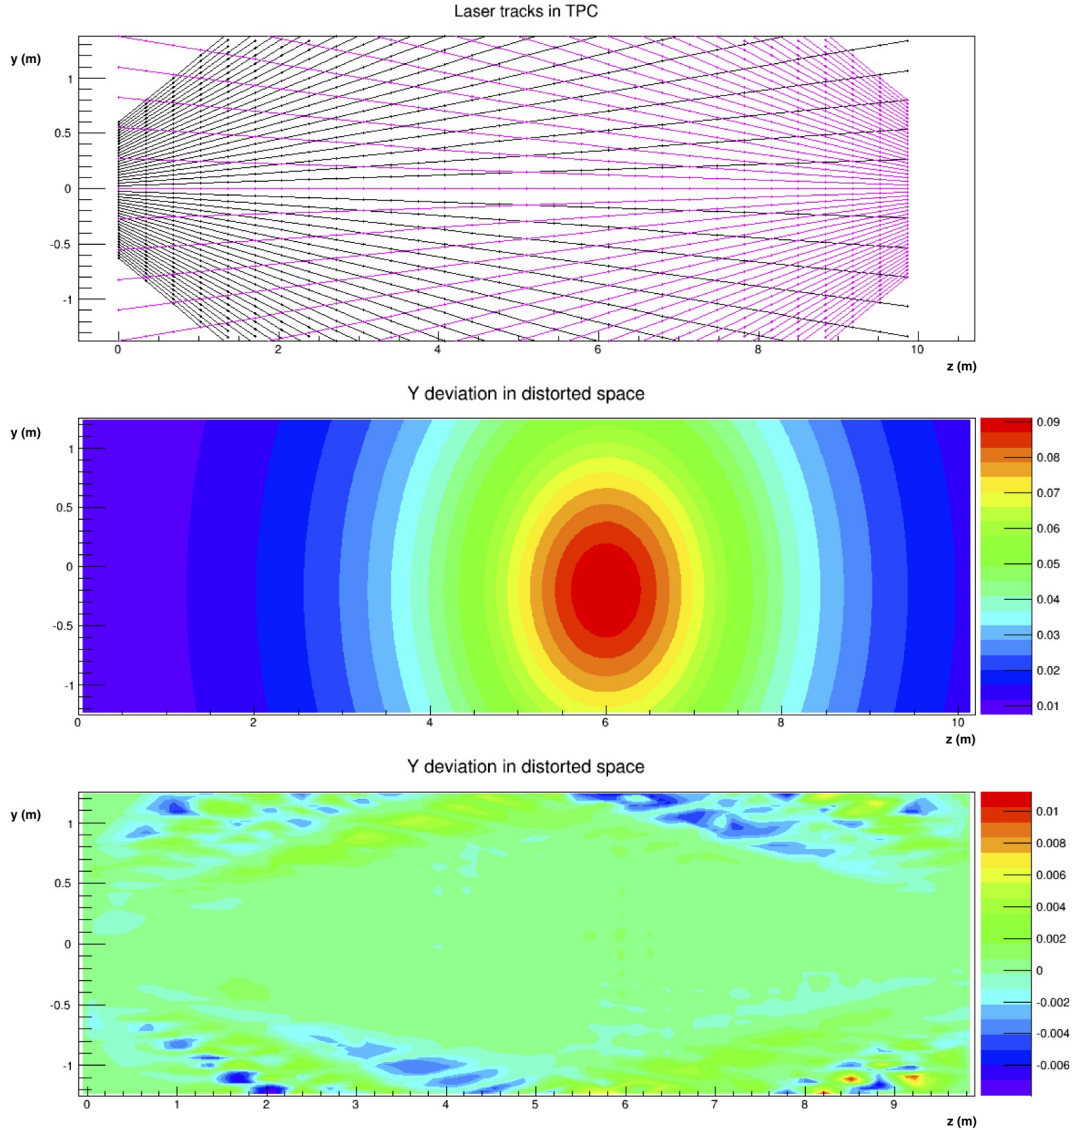 Laser tracks in TPC
y (m)
1
0.5
0
-0.5
-1
0 2 4 6 8 10
z (m)
Y deviation in distorted space
y (m)
1
0.5
0
-0.5
-1
0 2 4 6 8 10
z (m)
0.09
0.08
0.07
0.06
0.05
0.04
0.03
0.02
0.01
Y deviation in distorted space
y (m)
1
0.5
0
-0.5
-1
0 1 2 3 4 5 6 7 8 9
z (m)
0.01
0.008
0.006
0.004
0.002
0
-0.002
-0.004
-0.006